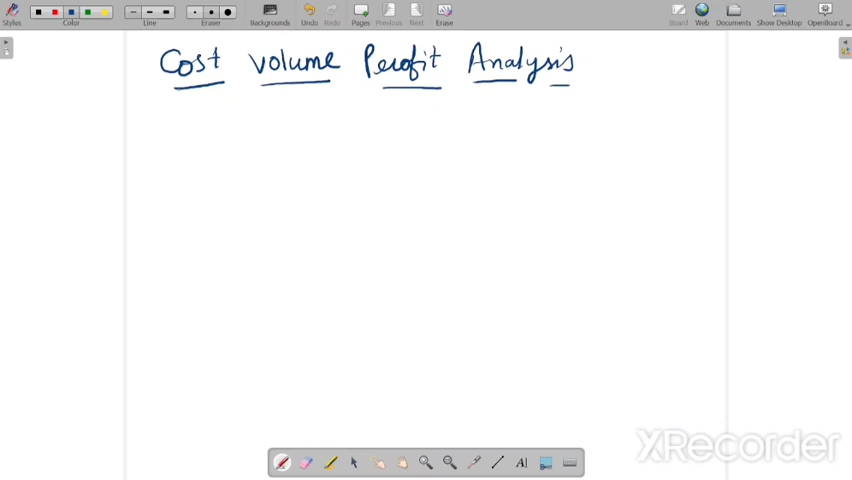 Stylus Color Line Eraser Backgrounds Undo Redo Pages Previous Next Erase Board Web Documents Show Desktop OpenBoard
Cost volume Profit Analysis
XRecorder